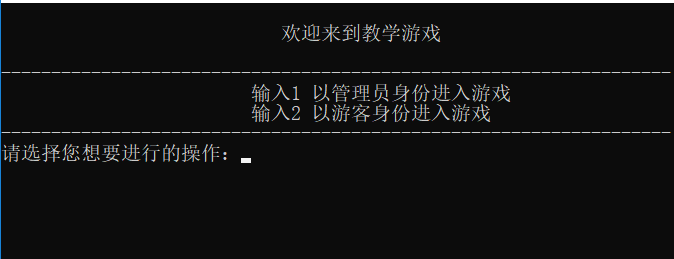 欢迎来到教学游戏
输入1 以管理员身份进入游戏
输入2 以游客身份进入游戏
请选择您想要进行的操作：